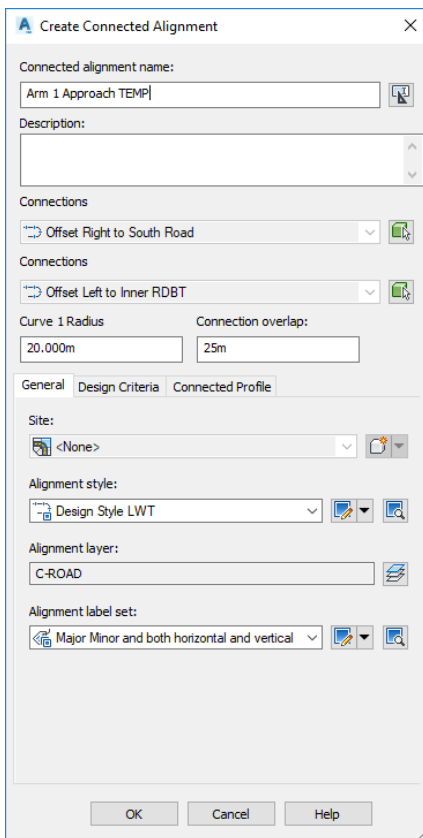 Create Connected Alignment
Connected alignment name:
Arm 1 Approach TEMP
Description:
Connections
Offset Right to South Road
Connections
Offset Left to Inner RDBT
Curve 1 Radius Connection overlap:
20.000m 25m
General Design Criteria Connected Profile
Site:
<None>
Alignment style:
Design Style LWT
Alignment layer:
C-ROAD
Alignment label set:
Major Minor and both horizontal and vertical
OK Cancel Help